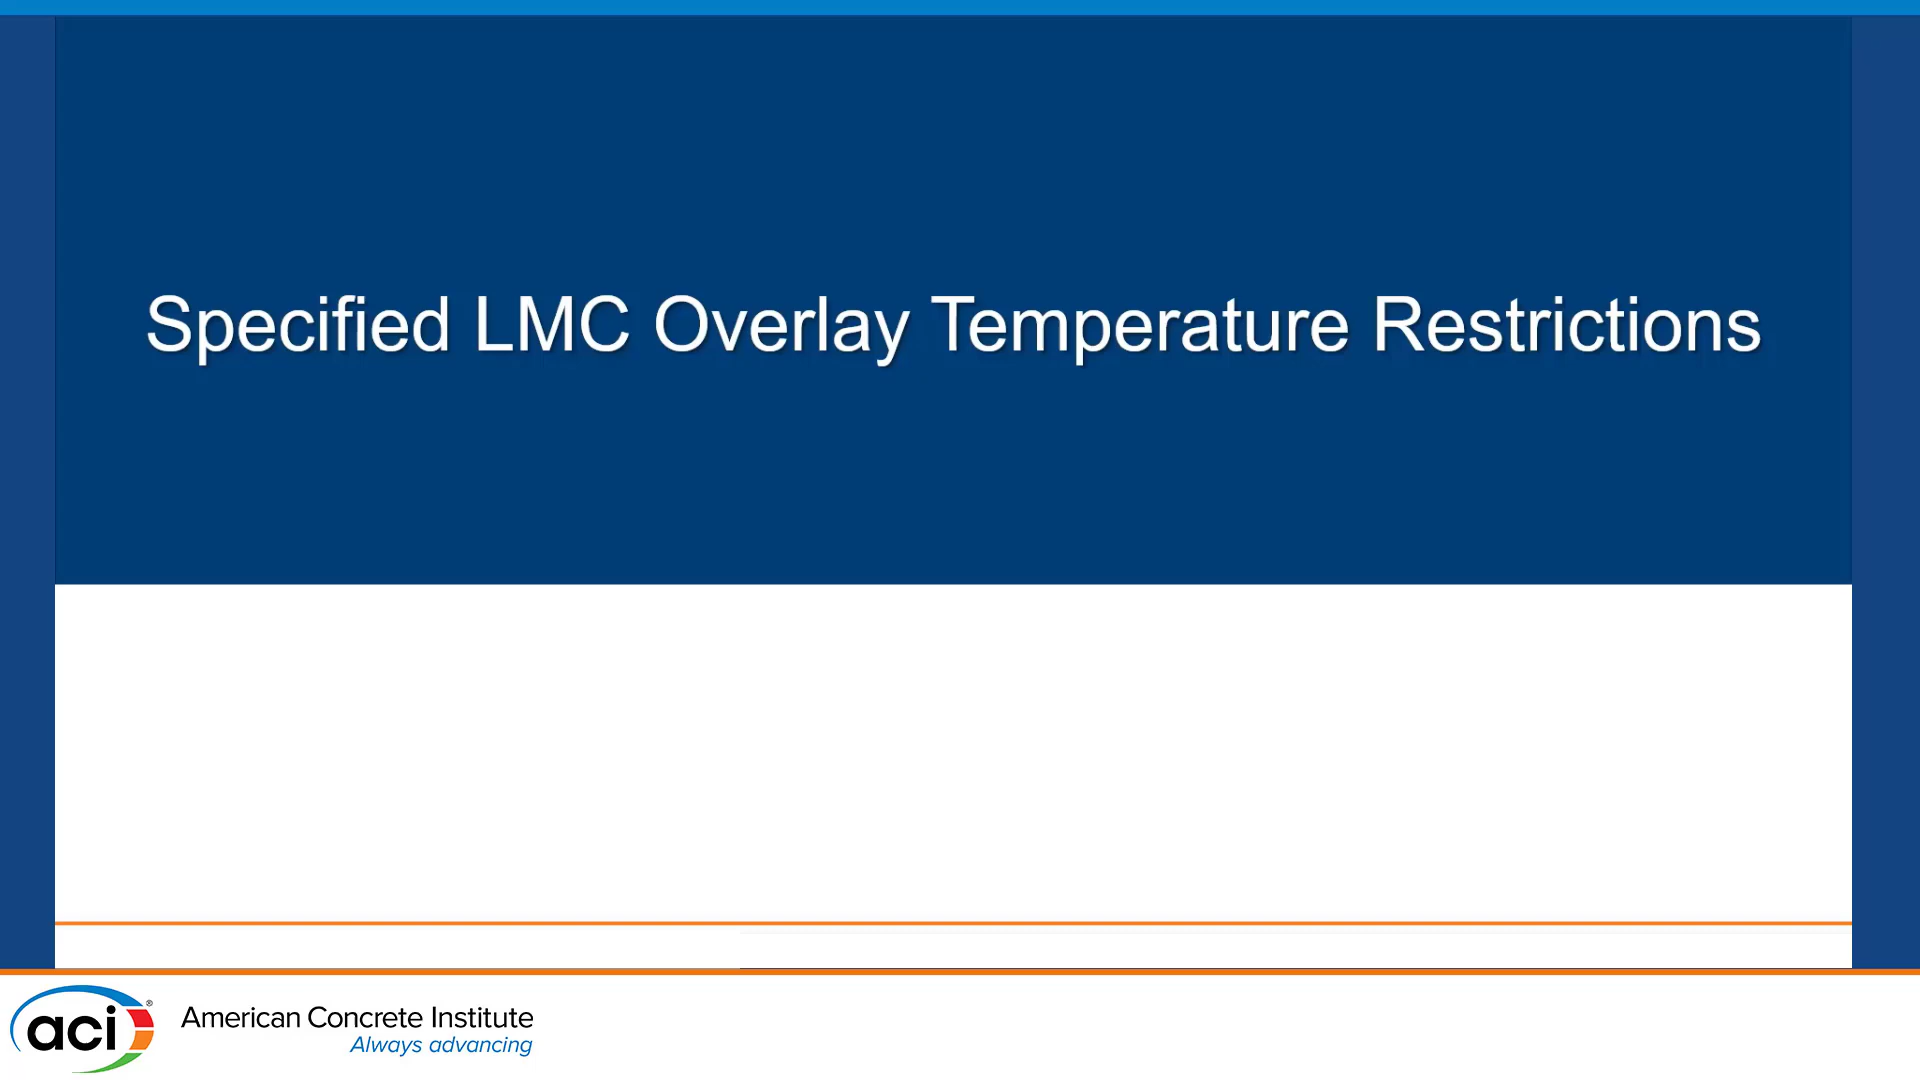 Specified LMC Overlay Temperature Restrictions
aci®
American Concrete Institute
Always advancing